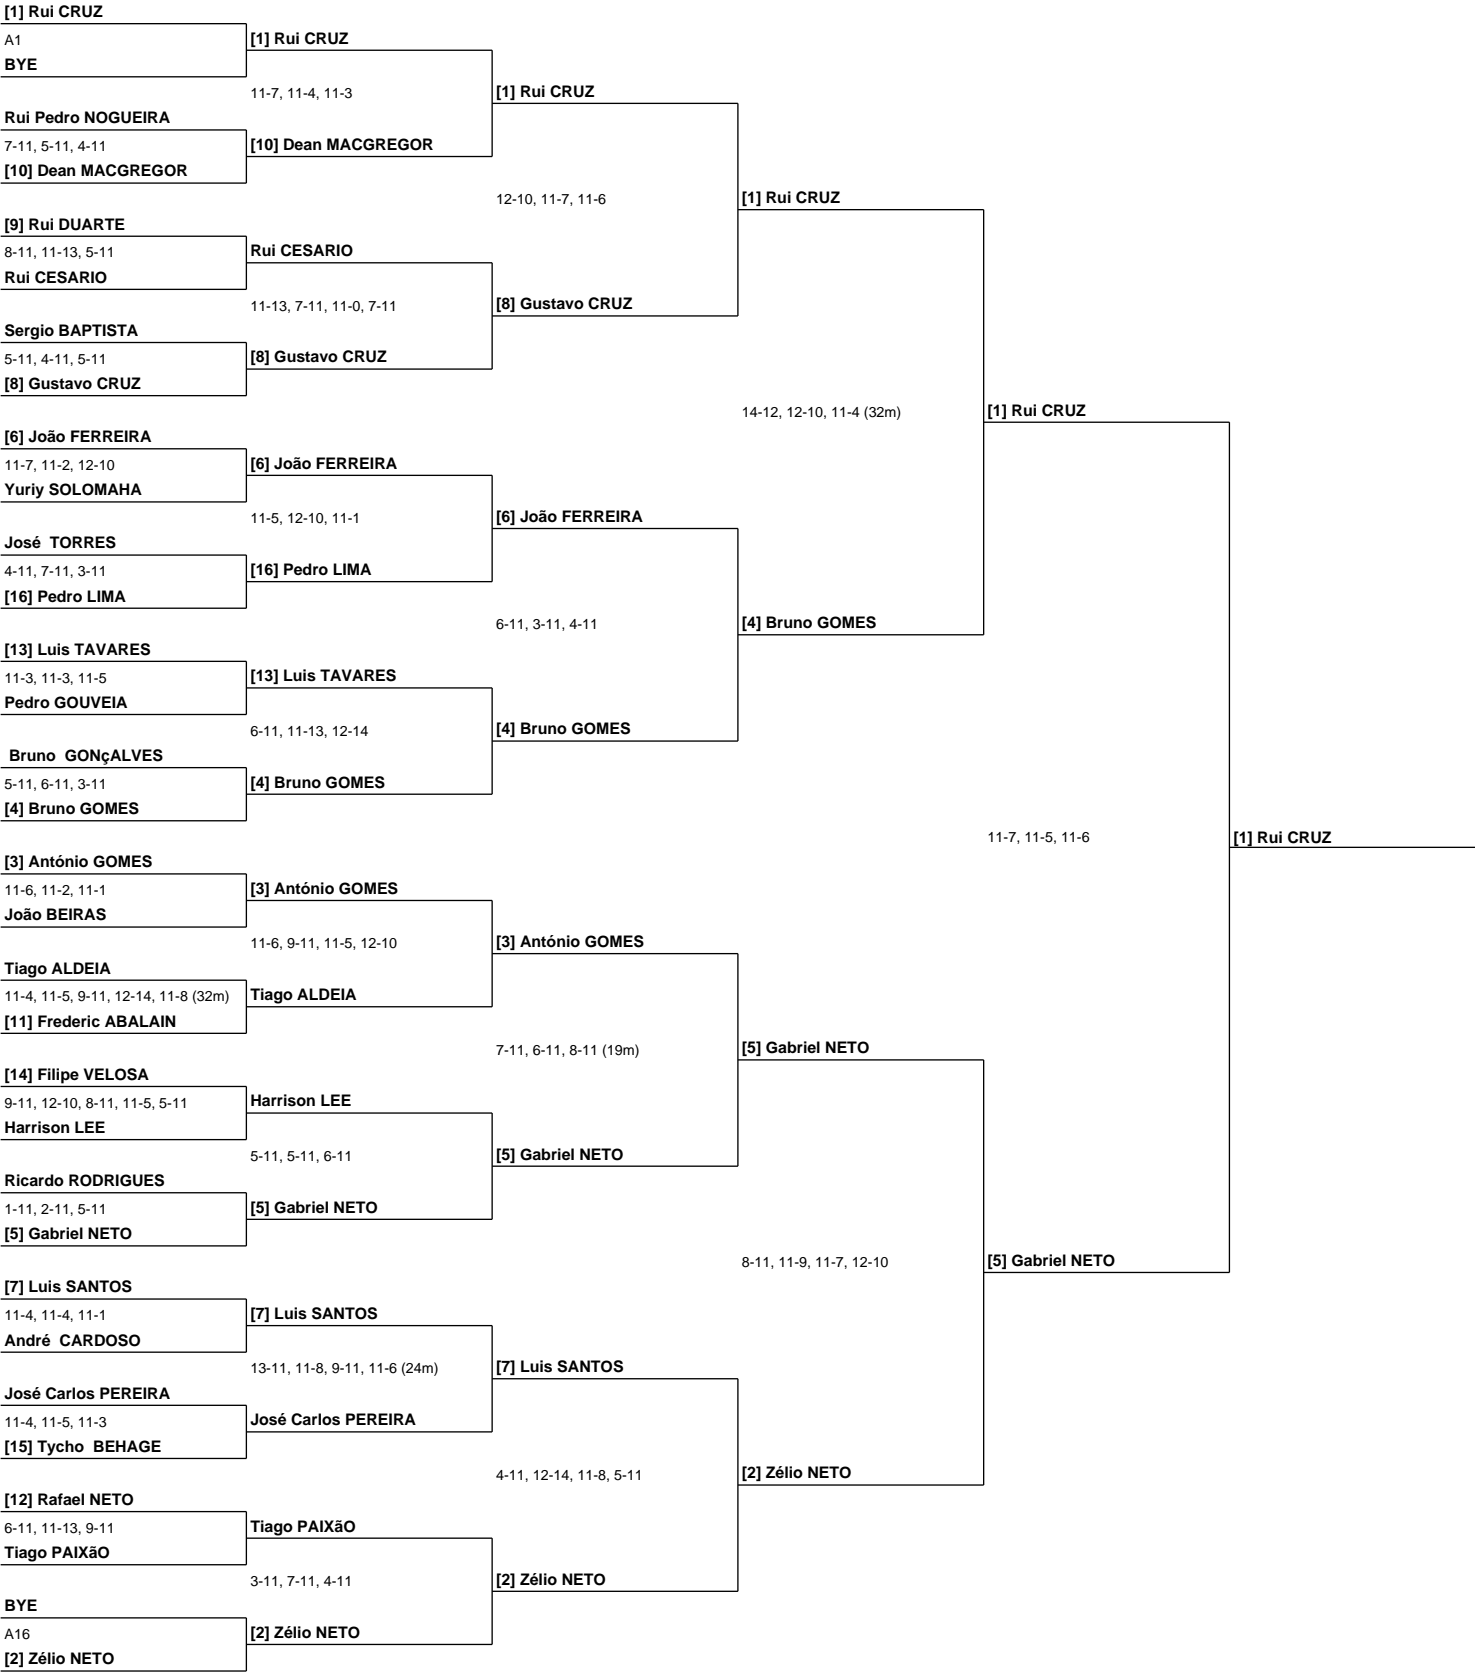 [1] Rui CRUZ
A1
BYE
[1] Rui CRUZ
11-7, 11-4, 11-3
[1] Rui CRUZ
Rui Pedro NOGUEIRA
7-11, 5-11, 4-11
[10] Dean MACGREGOR
[10] Dean MACGREGOR
12-10, 11-7, 11-6
[1] Rui CRUZ
[9] Rui DUARTE
8-11, 11-13, 5-11
Rui CESARIO
Rui CESARIO
11-13, 7-11, 11-0, 7-11
[8] Gustavo CRUZ
Sergio BAPTISTA
5-11, 4-11, 5-11
[8] Gustavo CRUZ
[8] Gustavo CRUZ
14-12, 12-10, 11-4 (32m)
[1] Rui CRUZ
[6] João FERREIRA
11-7, 11-2, 12-10
Yuriy SOLOMAHA
[6] João FERREIRA
11-5, 12-10, 11-1
[6] João FERREIRA
José  TORRES
4-11, 7-11, 3-11
[16] Pedro LIMA
[16] Pedro LIMA
6-11, 3-11, 4-11
[4] Bruno GOMES
[13] Luis TAVARES
11-3, 11-3, 11-5
Pedro GOUVEIA
[13] Luis TAVARES
6-11, 11-13, 12-14
[4] Bruno GOMES
Bruno  GONçALVES
5-11, 6-11, 3-11
[4] Bruno GOMES
[4] Bruno GOMES
11-7, 11-5, 11-6
[1] Rui CRUZ
[3] António GOMES
11-6, 11-2, 11-1
João BEIRAS
[3] António GOMES
11-6, 9-11, 11-5, 12-10
[3] António GOMES
Tiago ALDEIA
11-4, 11-5, 9-11, 12-14, 11-8 (32m)
[11] Frederic ABALAIN
Tiago ALDEIA
7-11, 6-11, 8-11 (19m)
[5] Gabriel NETO
[14] Filipe VELOSA
9-11, 12-10, 8-11, 11-5, 5-11
Harrison LEE
Harrison LEE
5-11, 5-11, 6-11
[5] Gabriel NETO
Ricardo RODRIGUES
1-11, 2-11, 5-11
[5] Gabriel NETO
[5] Gabriel NETO
8-11, 11-9, 11-7, 12-10
[5] Gabriel NETO
[7] Luis SANTOS
11-4, 11-4, 11-1
André  CARDOSO
[7] Luis SANTOS
13-11, 11-8, 9-11, 11-6 (24m)
[7] Luis SANTOS
José Carlos PEREIRA
11-4, 11-5, 11-3
[15] Tycho  BEHAGE
José Carlos PEREIRA
4-11, 12-14, 11-8, 5-11
[2] Zélio NETO
[12] Rafael NETO
6-11, 11-13, 9-11
Tiago PAIXãO
Tiago PAIXãO
3-11, 7-11, 4-11
[2] Zélio NETO
BYE
A16
[2] Zélio NETO
[2] Zélio NETO